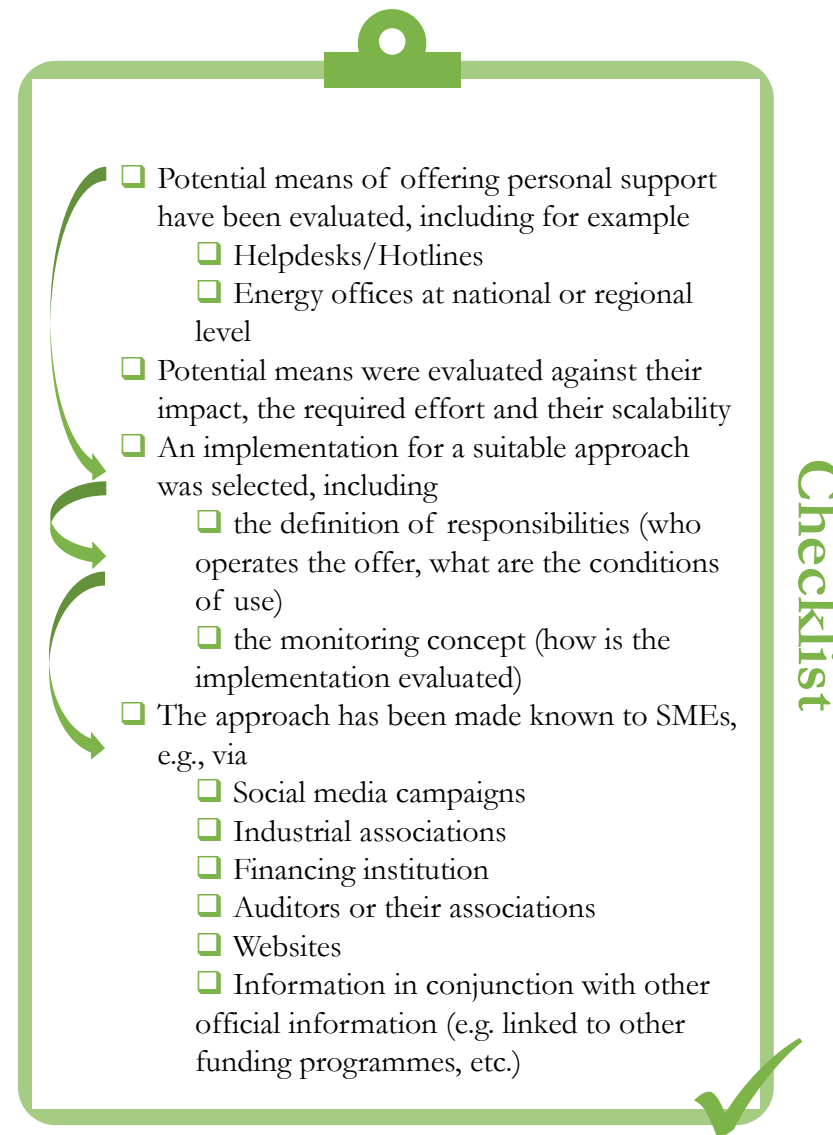 ❑ Potential means of offering personal support
have been evaluated, including for example
❑ Helpdesks/Hotlines
❑ Energy offices at national or regional
level
❑ Potential means were evaluated against their
impact, the required effort and their scalability
❑ An implementation for a suitable approach
was selected, including
❑ the definition of responsibilities (who
operates the offer, what are the conditions
of use)
❑ the monitoring concept (how is the
implementation evaluated)
❑ The approach has been made known to SMEs,
e.g., via
❑ Social media campaigns
❑ Industrial associations
❑ Financing institution
❑ Auditors or their associations
❑ Websites
❑ Information in conjunction with other
official information (e.g. linked to other
funding programmes, etc.)
Checklist